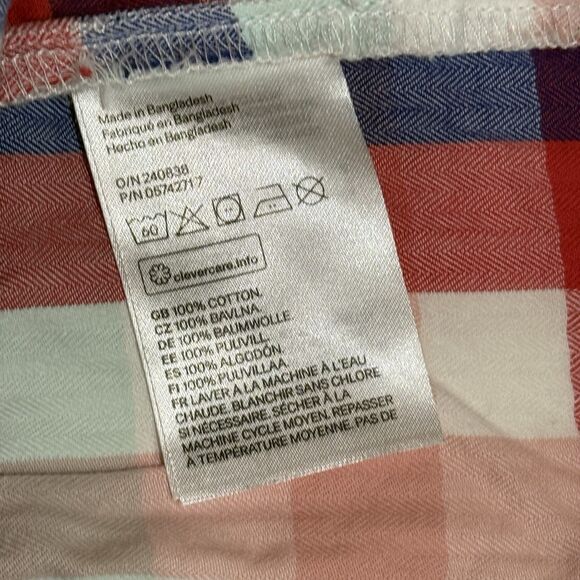 Made in Bangladesh
Fabriqué en Bangladesh
Hecho en Bangladesh
O/N 240838
P/N 0574271 7
60
clevercare.info
GB 100% COTTON.
CZ 100% BAVLNA
DE 100% BAUMWOLLE.
EE 100% PUUVILL.
ES 100% ALGODÓN.
FI 100% PUUVILLAA
FR LAVER À LA MACHINE À L'EAU
CHAUDE. BLANCHIR SANS CHLORE
SI NÉCESSAIRE. SÉCHER À LA
MACHINE CYCLE MOYEN. REPASSER
À TEMPÉRATURE MOYENNE. PAS DE